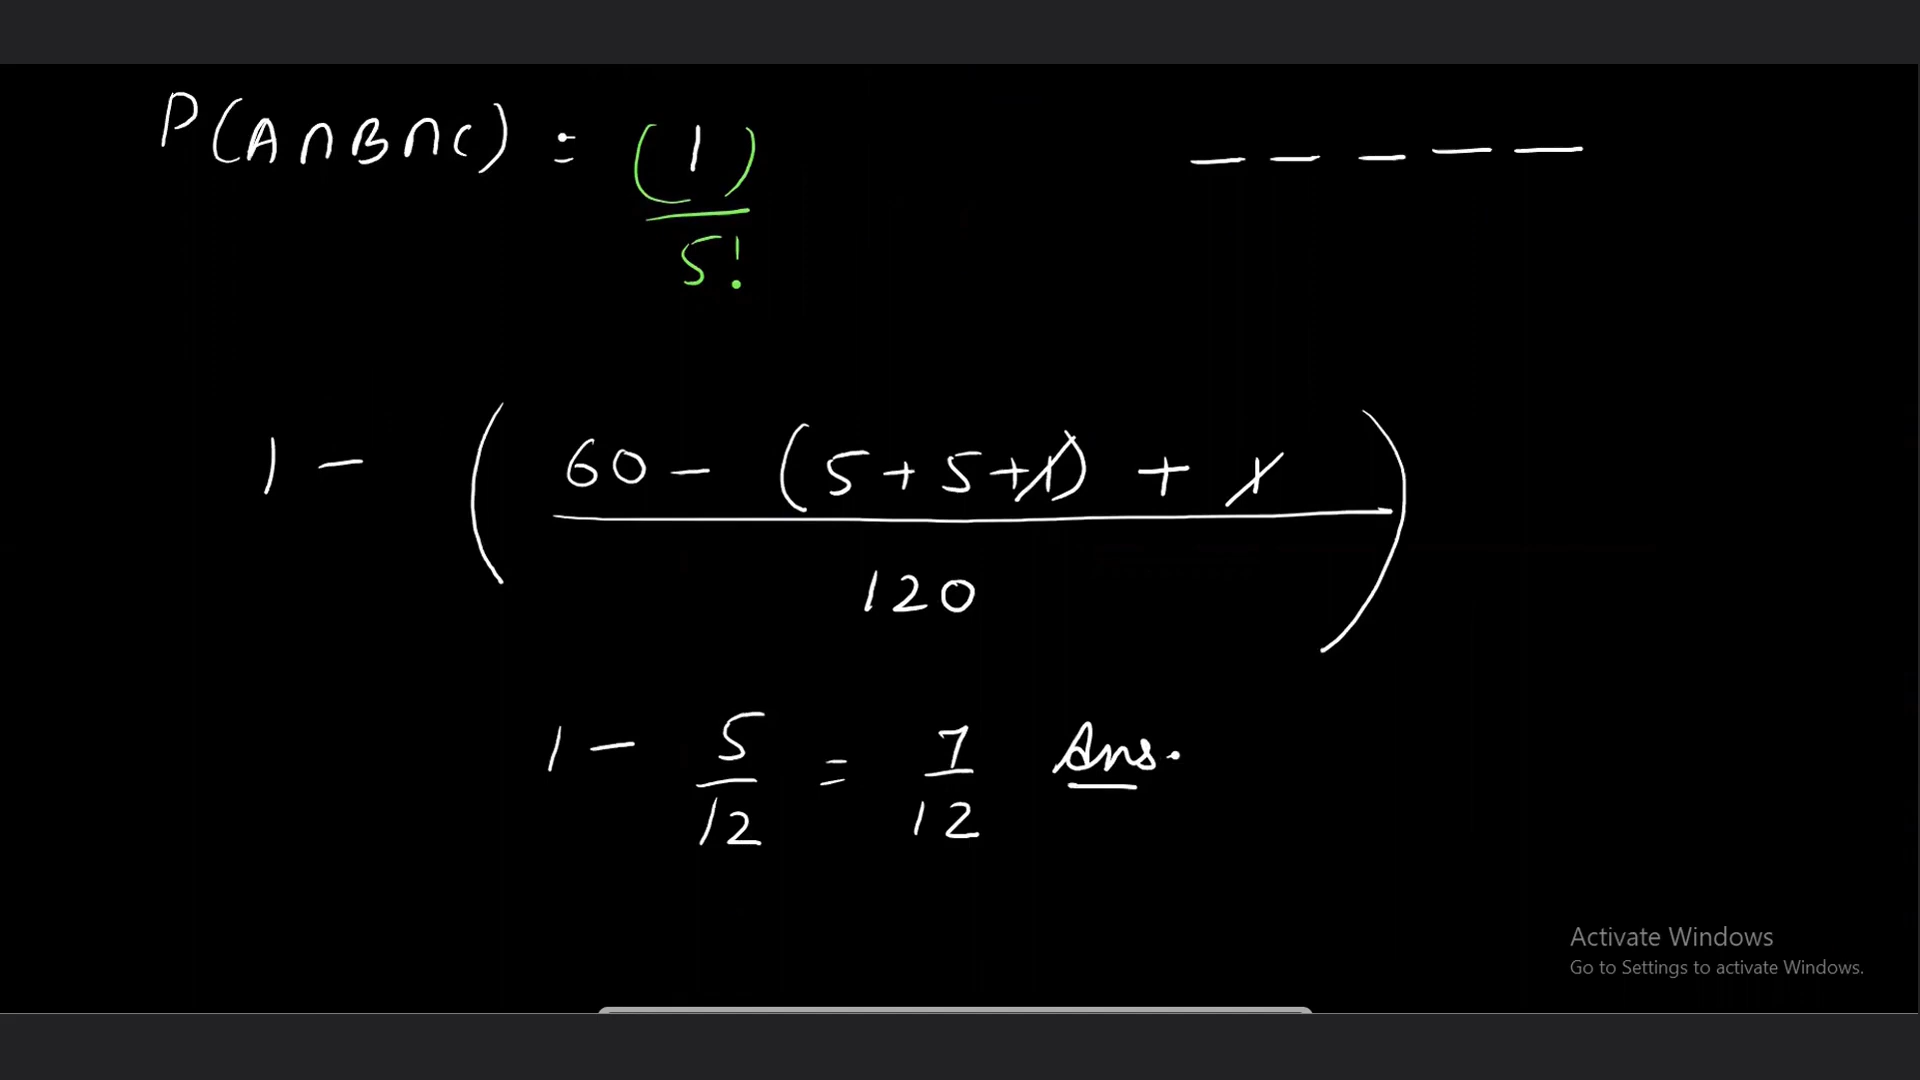 P(A∩B∩C) = (1)/5!
_ _ _ _ _
1 - ( (60 - (5+5+1) + 1) / 120 )
1 - 5/12 = 7/12 Ans.
Activate Windows
Go to Settings to activate Windows.